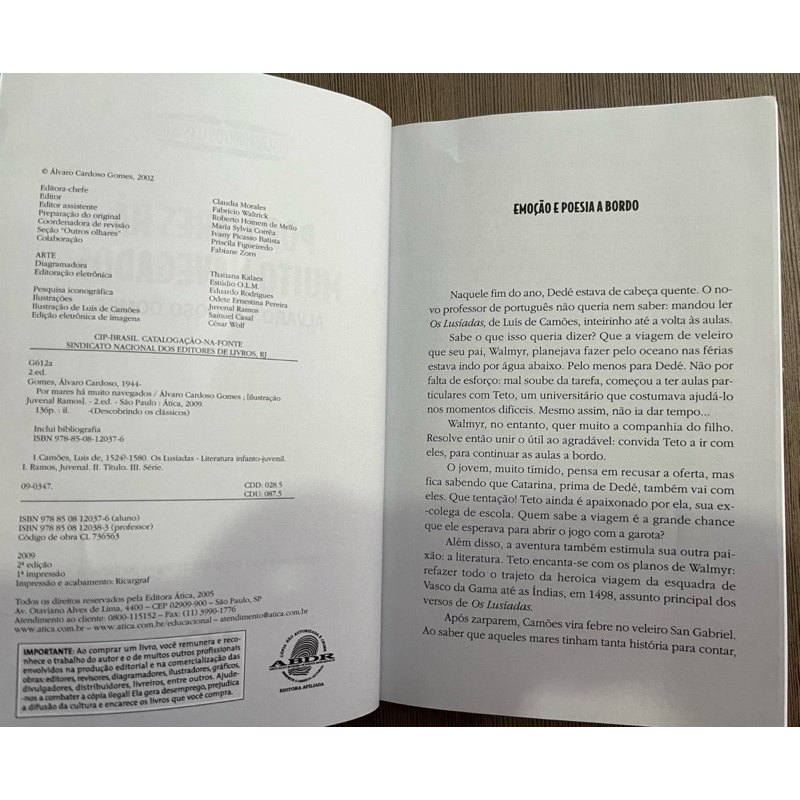 © Álvaro Cardoso Gomes, 2002
Editora-chefe Claudia Morales
Editor Fabricio Waltrick
Editor assistente Roberto Homem de Mello
Preparação do original Maria Sylvia Corrêa
Coordenadora de revisão Ivany Picasso Batista
Seção "Outros olhares" Priscila Figueiredo
Colaboração Fabiane Zorn
ARTE
Diagramadora Thatiana Kalaes
Editoração eletrônica Estúdio O.L.M.
Eduardo Rodrigues
Pesquisa iconográfica Odete Ernestina Pereira
Ilustrações Juvenal Ramos
Ilustração de Luís de Camões Samuel Casal
Edição eletrônica de imagens César Wolf
CIP-BRASIL. CATALOGAÇÃO-NA-FONTE
SINDICATO NACIONAL DOS EDITORES DE LIVROS, RJ
G612a
2.ed.
Gomes, Álvaro Cardoso, 1944-
Por mares há muito navegados / Álvaro Cardoso Gomes ; [ilustração
Juvenal Ramos]. - 2.ed. - São Paulo : Ática, 2009.
136p. : il. -(Descobrindo os clássicos)
Inclui bibliografia
ISBN 978-85-08-12037-6
1.Camões, Luís de, 1524?-1580. Os Lusíadas - Literatura infanto-juvenil.
I. Ramos, Juvenal. II. Título. III. Série.
09-0347. CDD: 028.5
CDU: 087.5
ISBN 978 85 08 12037-6 (aluno)
ISBN 978 85 08 12038-3 (professor)
Código de obra CL 736563
2009
2ª edição
1ª impressão
Impressão e acabamento: Ricargraf
Todos os direitos reservados pela Editora Ática, 2005
Av. Otaviano Alves de Lima, 4400 – CEP 02909-900 – São Paulo, SP
Atendimento ao cliente: 0800-115152 – Fax: (11) 3990-1776
www.atica.com.br – www.atica.com.br/educacional – atendimento@atica.com.br
IMPORTANTE: Ao comprar um livro, você remunera e reco-
nhece o trabalho do autor e o de muitos outros profissionais
envolvidos na produção editorial e na comercialização das
obras: editores, revisores, diagramadores, ilustradores, gráficos,
divulgadores, distribuidores, livreiros, entre outros. Ajude-
-nos a combater a cópia ilegal! Ela gera desemprego, prejudica
a difusão da cultura e encarece os livros que você compra.
ABDR
EDITORA AFILIADA
EMOÇÃO E POESIA A BORDO
Naquele fim do ano, Dedé estava de cabeça quente. O no-
vo professor de português não queria nem saber: mandou ler
Os Lusíadas, de Luís de Camões, inteirinho até a volta às aulas.
Sabe o que isso queria dizer? Que a viagem de veleiro
que seu pai, Walmyr, planejava fazer pelo oceano nas férias
estava indo por água abaixo. Pelo menos para Dedé. Não por
falta de esforço: mal soube da tarefa, começou a ter aulas par-
ticulares com Teto, um universitário que costumava ajudá-lo
nos momentos difíceis. Mesmo assim, não ia dar tempo...
Walmyr, no entanto, quer muito a companhia do filho.
Resolve então unir o útil ao agradável: convida Teto a ir com
eles, para continuar as aulas a bordo.
O jovem, muito tímido, pensa em recusar a oferta, mas
fica sabendo que Catarina, prima de Dedé, também vai com
eles. Que tentação! Teto ainda é apaixonado por ela, sua ex-
-colega de escola. Quem sabe a viagem é a grande chance
que ele esperava para abrir o jogo com a garota?
Além disso, a aventura também estimula sua outra pai-
xão: a literatura. Teto encanta-se com os planos de Walmyr:
refazer todo o trajeto da heroica viagem da esquadra de
Vasco da Gama até as Índias, em 1498, assunto principal dos
versos de Os Lusíadas.
Após zarparem, Camões vira febre no veleiro San Gabriel.
Ao saber que aqueles mares tinham tanta história para contar,